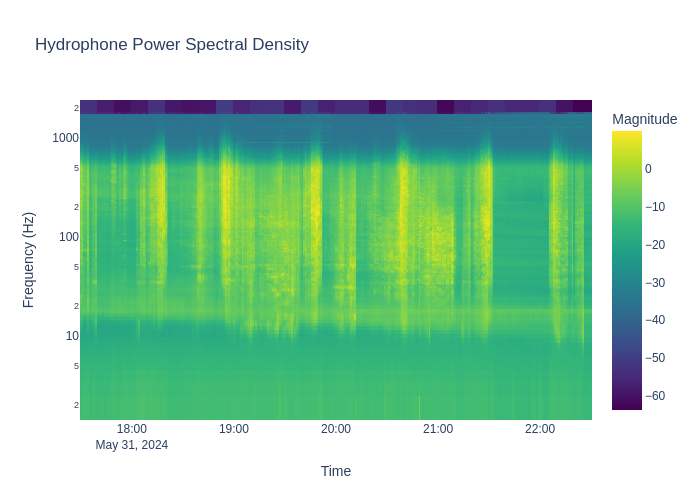 Hydrophone Power Spectral Density
Magnitude
2
1000
5
2
100
5
2
10
5
2
Frequency (Hz)
0
−10
−20
−30
−40
−50
−60
18:00 19:00 20:00 21:00 22:00
May 31, 2024
Time